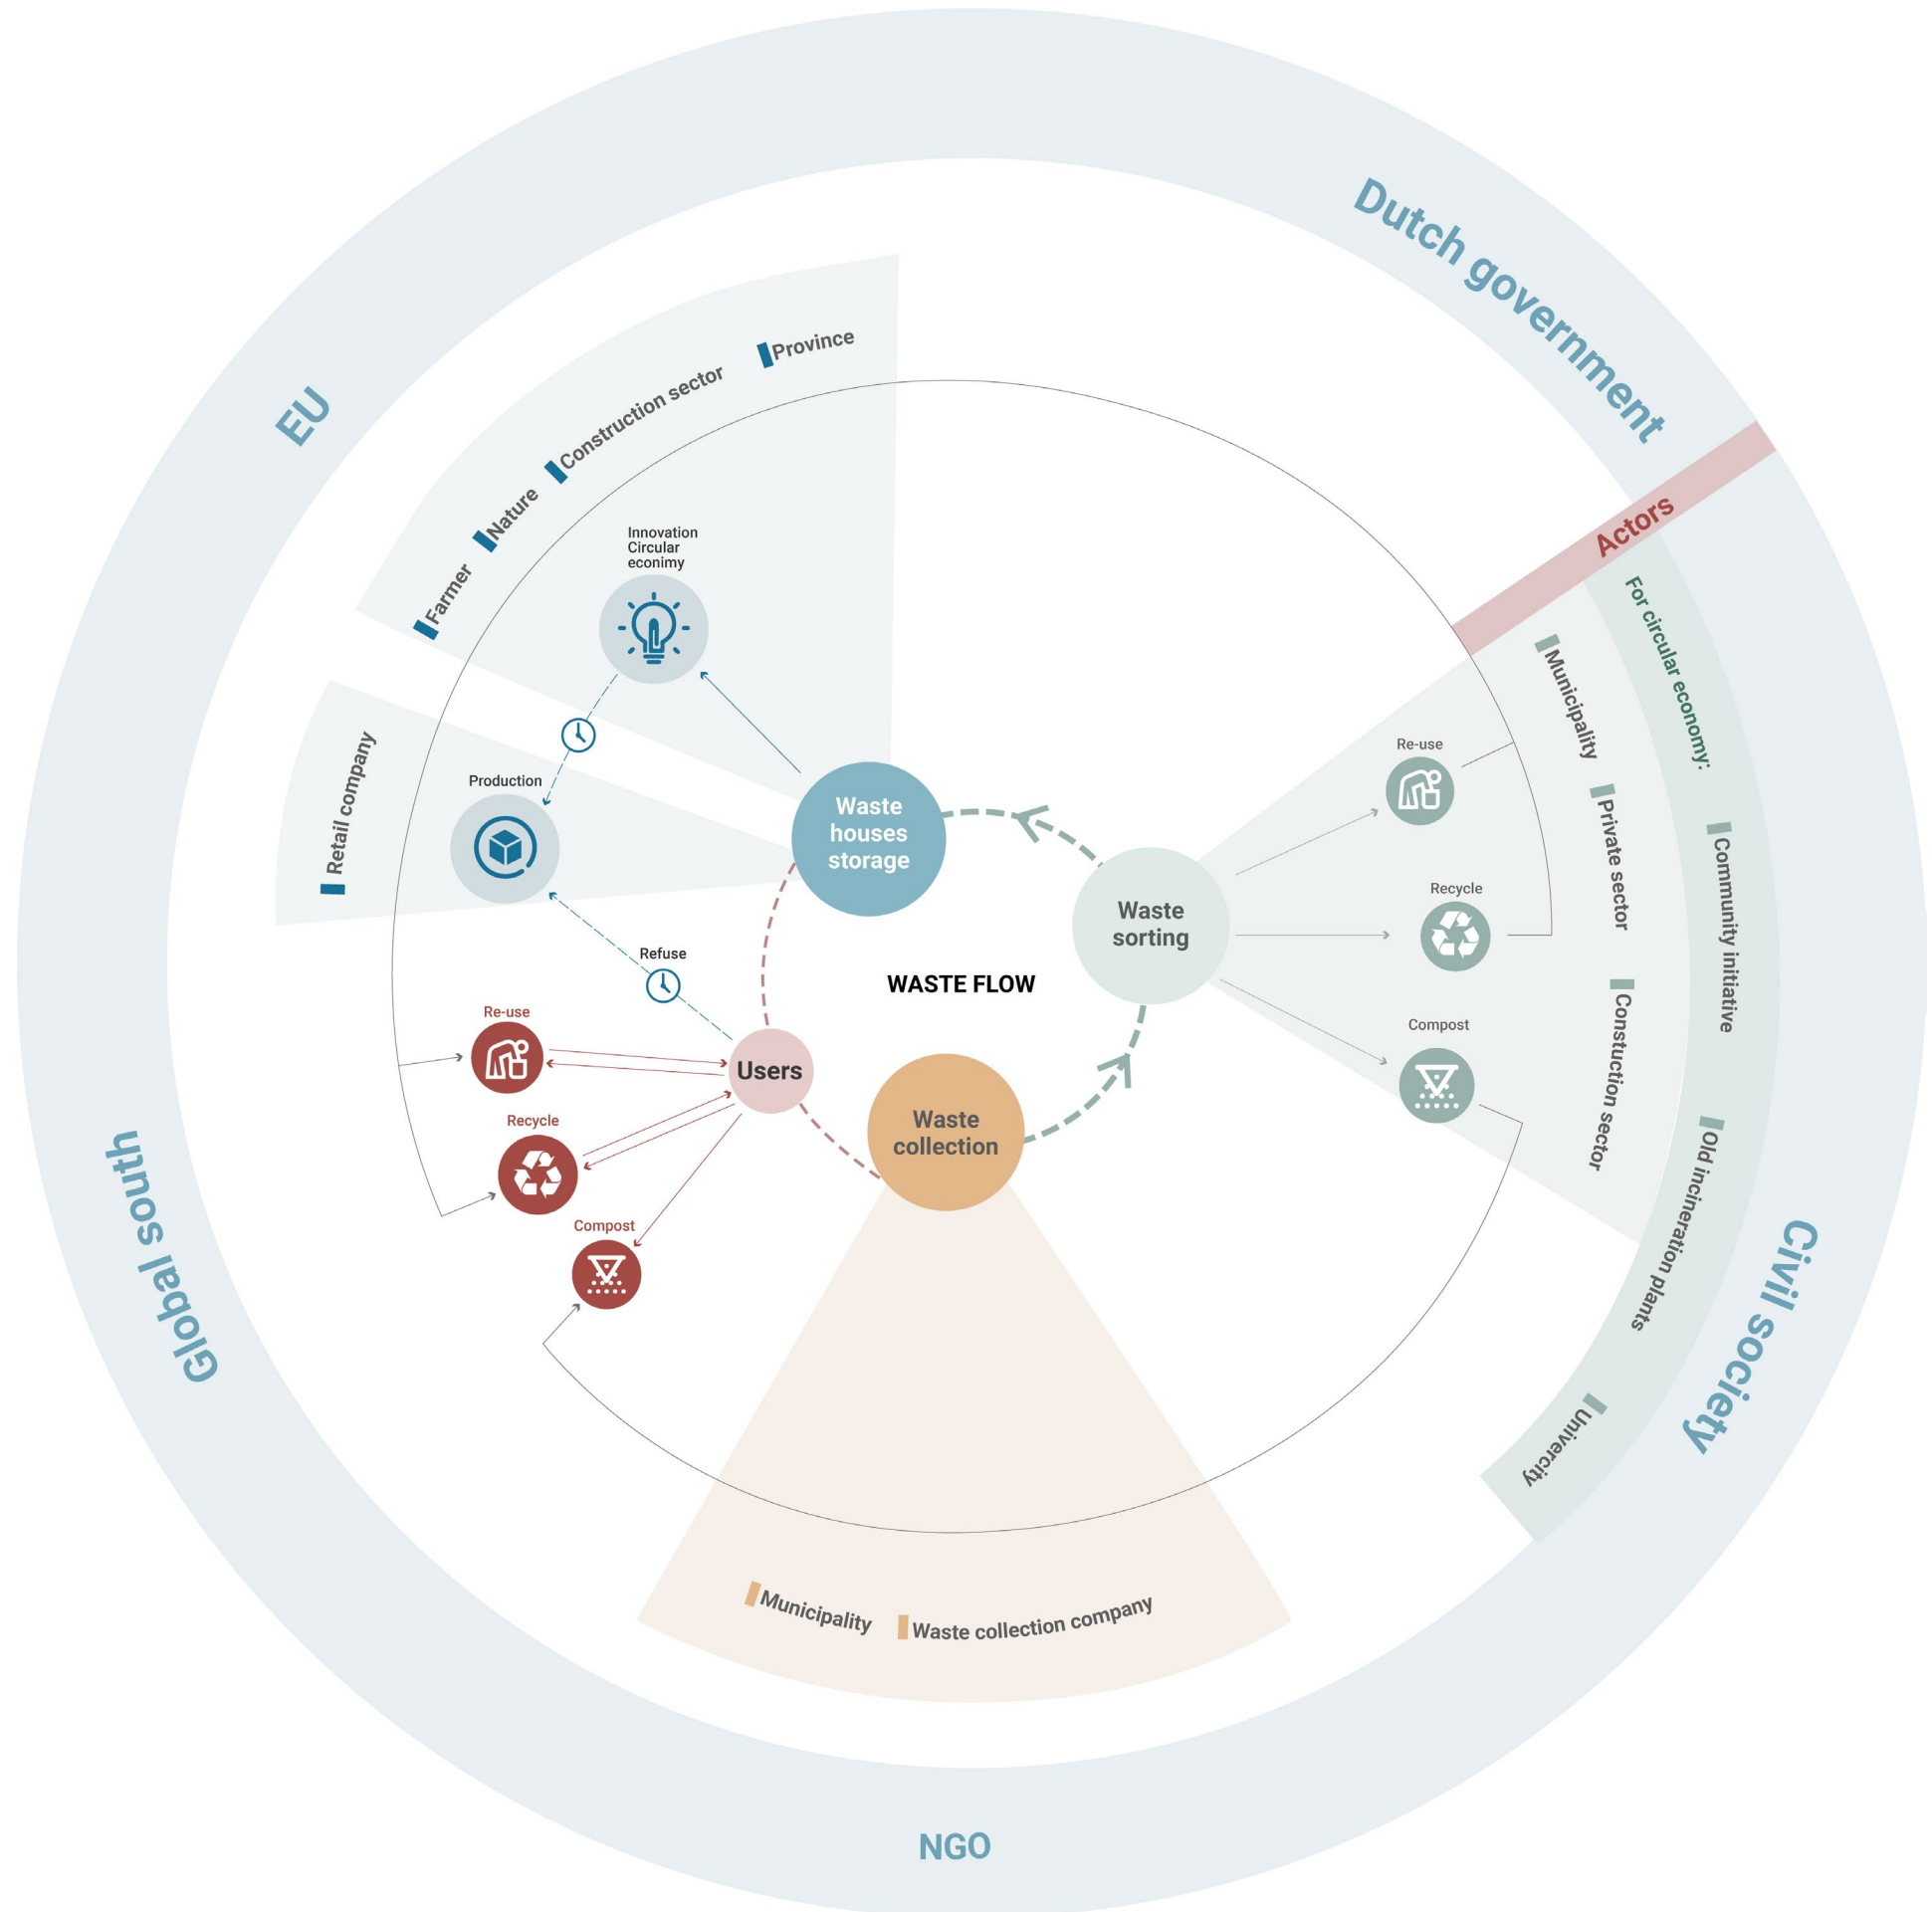 Dutch government
EU
Province
Construction sector
Nature
Farmer
Actors
Innovation
Circular
econimy
For circular economy:
Municipality
Retail company
Production
Waste
houses
storage
Re-use
Private sector
Community initiative
Recycle
Waste
sorting
Refuse
WASTE FLOW
Constuction sector
Re-use
Users
Compost
Recycle
Waste
collection
Old incineration plants
Compost
Global south
Civil society
Univercity
Municipality
Waste collection company
NGO